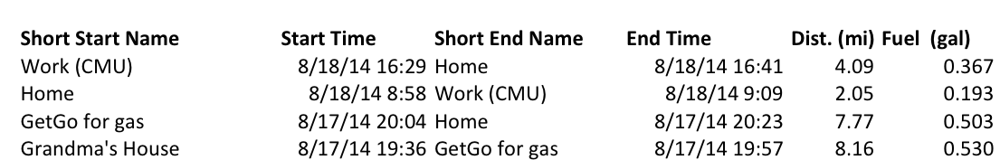 Short Start Name Start Time Short End Name End Time Dist. (mi) Fuel (gal)
Work (CMU) 8/18/14 16:29 Home 8/18/14 16:41 4.09 0.367
Home 8/18/14 8:58 Work (CMU) 8/18/14 9:09 2.05 0.193
GetGo for gas 8/17/14 20:04 Home 8/17/14 20:23 7.77 0.503
Grandma's House 8/17/14 19:36 GetGo for gas 8/17/14 19:57 8.16 0.530